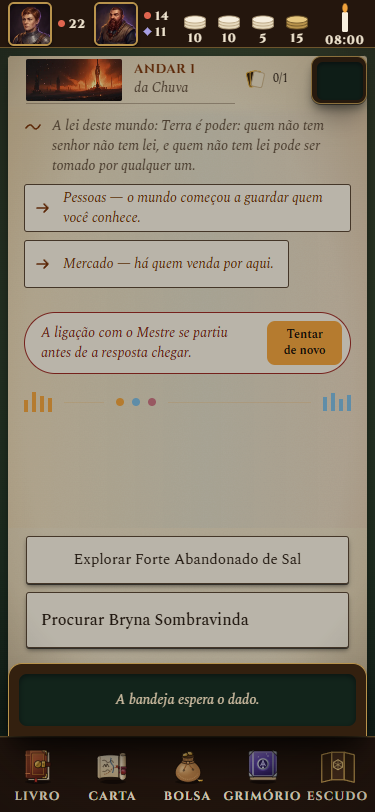 22
14
11
10
10
5
15
08:00
ANDAR I
da Chuva
0/1
A lei deste mundo: Terra é poder: quem não tem
senhor não tem lei, e quem não tem lei pode ser
tomado por qualquer um.
Pessoas — o mundo começou a guardar quem
você conhece.
Mercado — há quem venda por aqui.
A ligação com o Mestre se partiu
antes de a resposta chegar.
Tentar
de novo
Explorar Forte Abandonado de Sal
Procurar Bryna Sombravinda
A bandeja espera o dado.
LIVRO
CARTA
BOLSA
GRIMÓRIO
ESCUDO